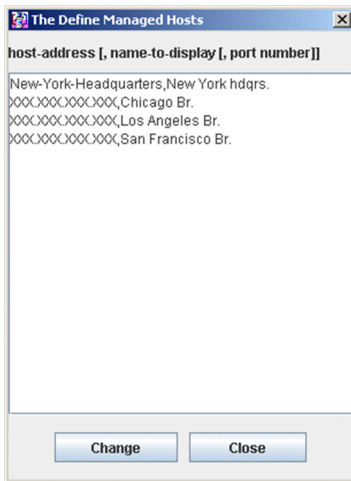 The Define Managed Hosts
host-address [, name-to-display [, port number]]
New-York-Headquarters,New York hdqrs.
XXX.XXX.XXX.XXX,Chicago Br.
XXX.XXX.XXX.XXX,Los Angeles Br.
XXX.XXX.XXX.XXX,San Francisco Br.
Change Close